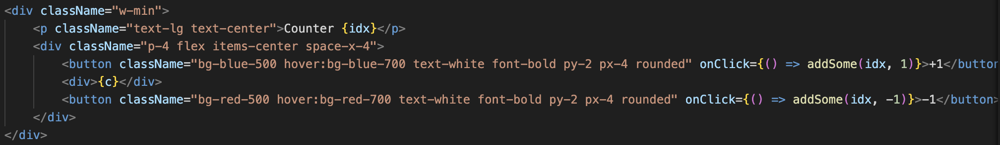 <div className="w-min">
    <p className="text-lg text-center">Counter {idx}</p>
    <div className="p-4 flex items-center space-x-4">
        <button className="bg-blue-500 hover:bg-blue-700 text-white font-bold py-2 px-4 rounded" onClick={() => addSome(idx, 1)}>+1</button
        <div>{c}</div>
        <button className="bg-red-500 hover:bg-red-700 text-white font-bold py-2 px-4 rounded" onClick={() => addSome(idx, -1)}>-1</button>
    </div>
</div>